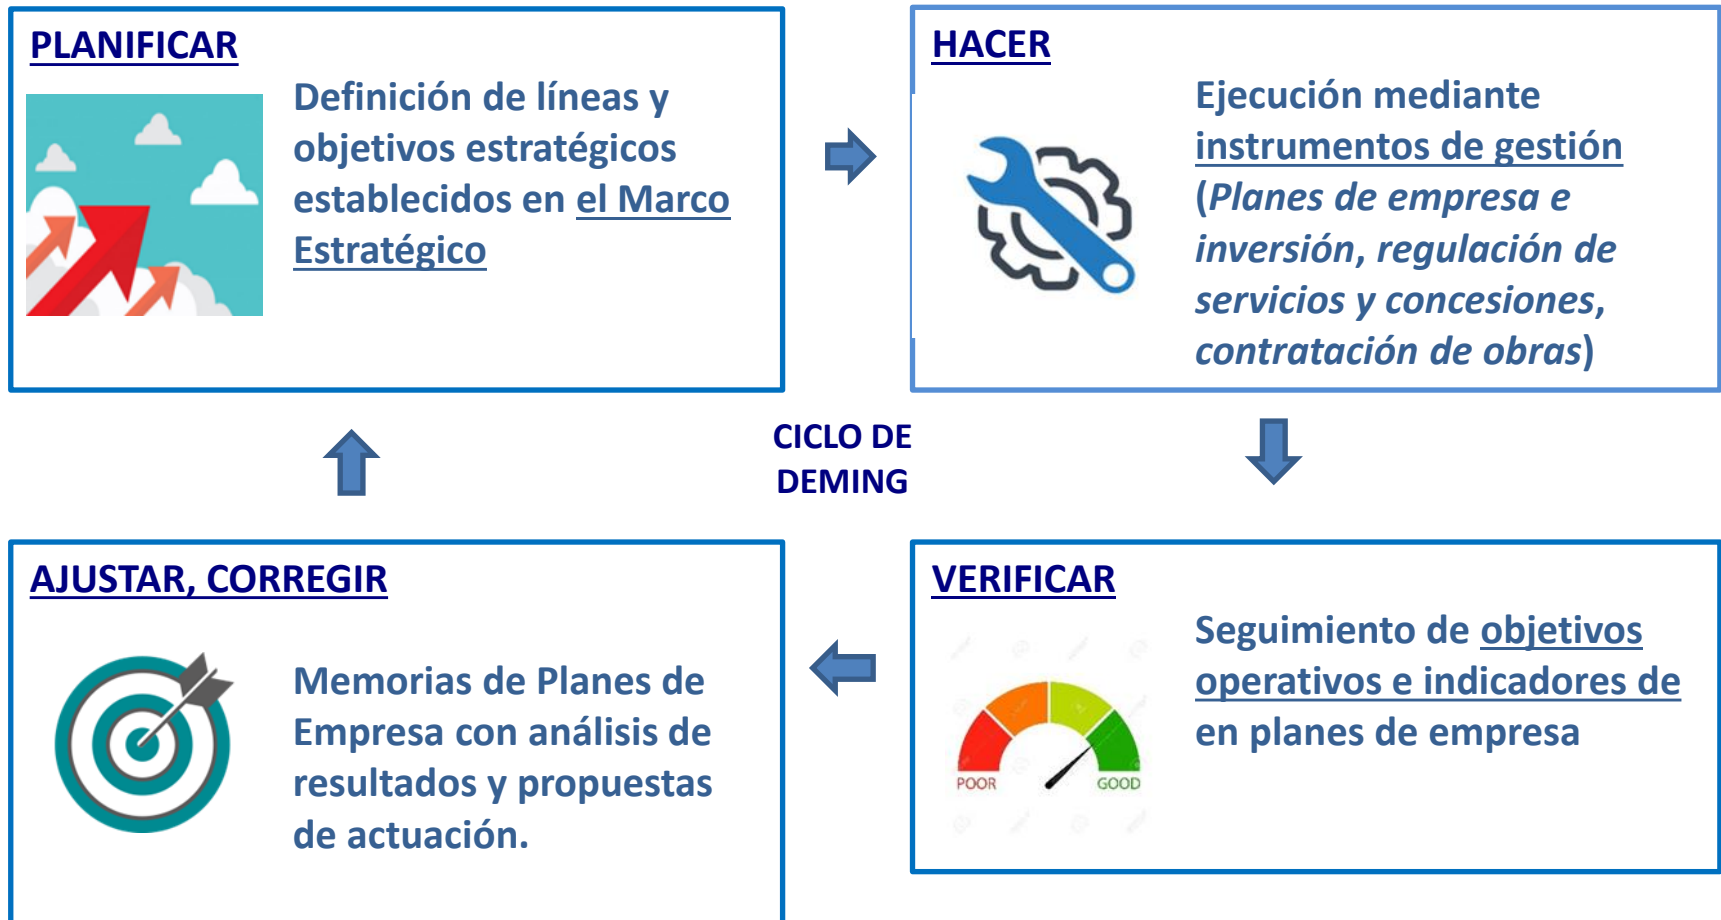 PLANIFICAR
Definición de líneas y
objetivos estratégicos
establecidos en el Marco
Estratégico
HACER
Ejecución mediante
instrumentos de gestión
(Planes de empresa e
inversión, regulación de
servicios y concesiones,
contratación de obras)
CICLO DE
DEMING
AJUSTAR, CORREGIR
Memorias de Planes de
Empresa con análisis de
resultados y propuestas
de actuación.
VERIFICAR
Seguimiento de objetivos
operativos e indicadores de
en planes de empresa
POOR
GOOD